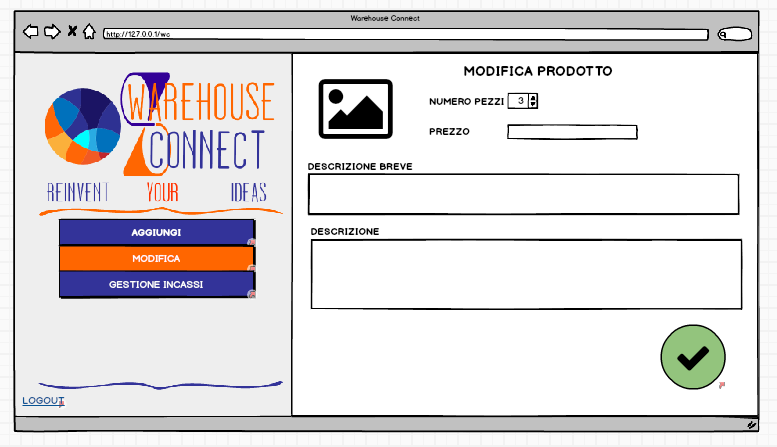 Warehouse Connect
http://127.0.0.1/wc
WAREHOUSE
CONNECT
REINVENT YOUR IDEAS
AGGIUNGI
MODIFICA
GESTIONE INCASSI
LOGOUT
MODIFICA PRODOTTO
NUMERO PEZZI 3
PREZZO
DESCRIZIONE BREVE
DESCRIZIONE